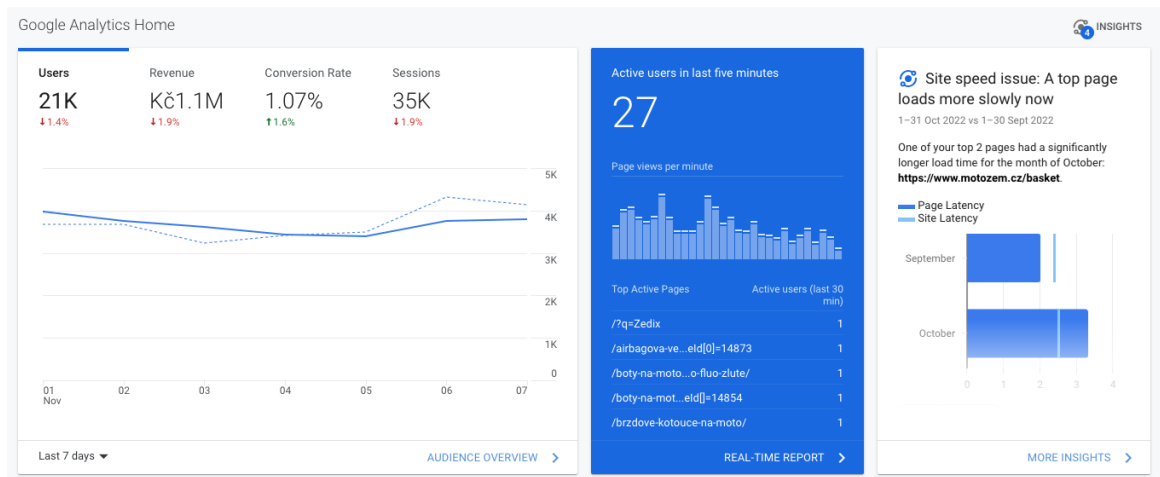 Google Analytics Home
4 INSIGHTS
Users Revenue Conversion Rate Sessions
21K Kč1.1M 1.07% 35K
↓1.4% ↓1.9% ↑1.6% ↓1.9%
5K
4K
3K
2K
1K
0
01 02 03 04 05 06 07
Nov
Last 7 days
AUDIENCE OVERVIEW
Active users in last five minutes
27
Page views per minute
Top Active Pages Active users (last 30
min)
/?q=Zedix 1
/airbagova-ve...eId[0]=14873 1
/boty-na-moto...o-fluo-zlute/ 1
/boty-na-mot...eld[]=14854 1
/brzdove-kotouce-na-moto/ 1
REAL-TIME REPORT
Site speed issue: A top page
loads more slowly now
1–31 Oct 2022 vs 1–30 Sept 2022
One of your top 2 pages had a significantly
longer load time for the month of October:
https://www.motozem.cz/basket.
Page Latency
Site Latency
September
October
0 1 2 3 4
MORE INSIGHTS